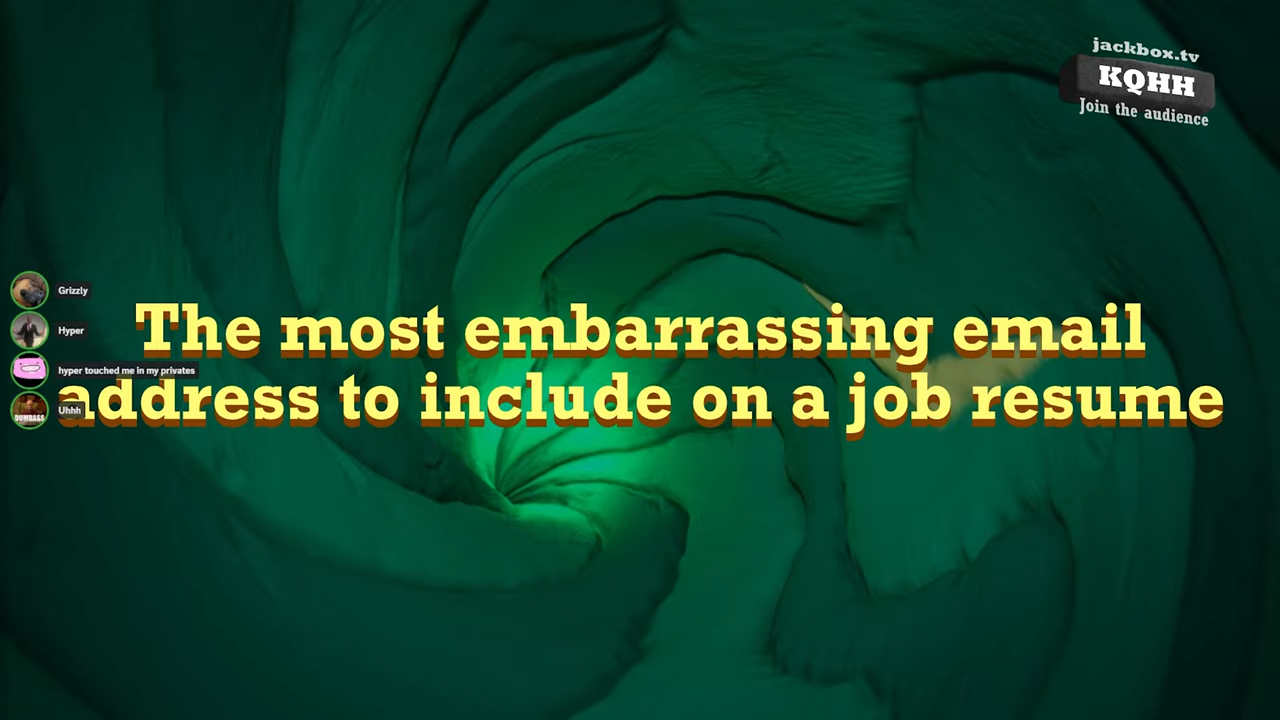 jackbox.tv
KQHH
Join the audience
Grizzly
Hyper
hyper touched me in my privates
Uhhh
DUMBASS
The most embarrassing email
address to include on a job resume